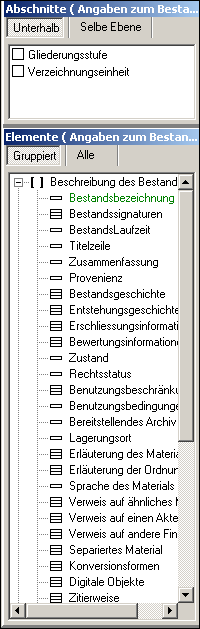 Abschnitte ( Angaben zum Besta...
Unterhalb Selbe Ebene
Gliederungsstufe
Verzeichnungseinheit
Elemente ( Angaben zum Bestan...
Gruppiert Alle
[ ] Beschreibung des Bestand
Bestandsbezeichnung
Bestandssignaturen
BestandsLaufzeit
Titelzeile
Zusammenfassung
Provenienz
Bestandsgeschichte
Entstehungsgeschichte
Erschliessungsinformati
Bewertungsinformatione
Zustand
Rechtsstatus
Benutzungsbeschränku
Benutzungsbedingunge
Bereitstellendes Archiv
Lagerungsort
Erläuterung des Materia
Erläuterung der Ordnur
Sprache des Materials
Verweis auf ähnliches M
Verweis auf einen Akte
Verweis auf andere Fin
Separiertes Material
Konversionsformen
Digitale Objekte
Zitierweise